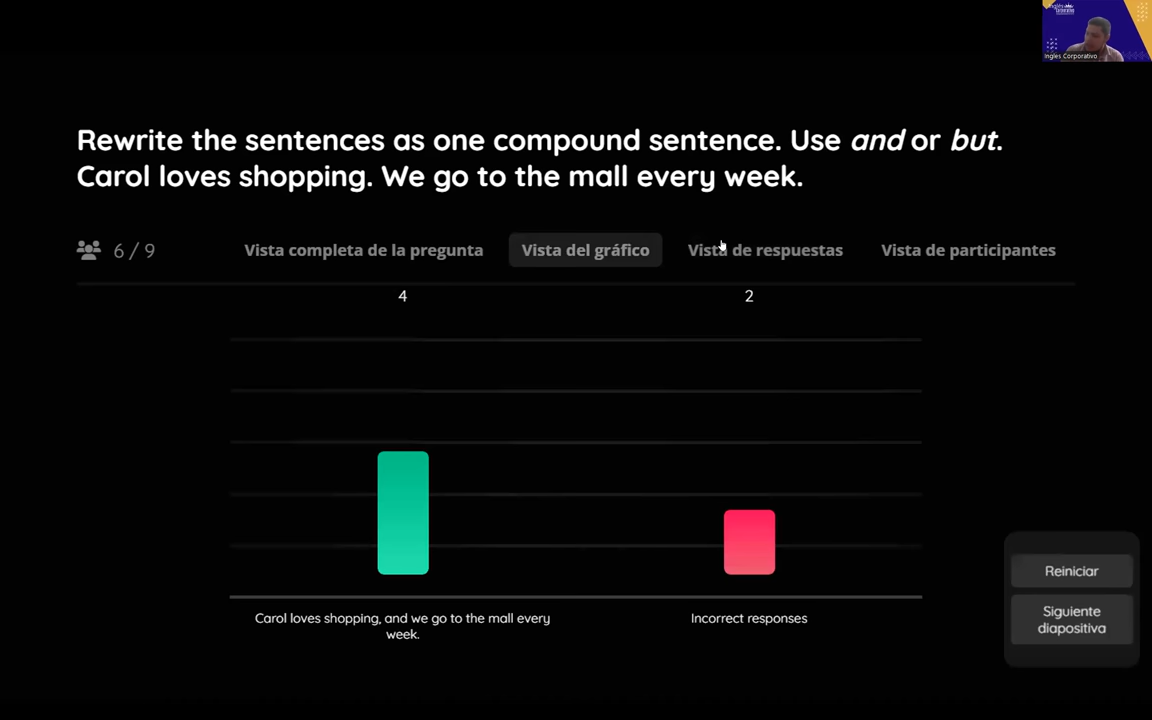 Inglés
Corporativo
Ingles Corporativo
Rewrite the sentences as one compound sentence. Use and or but.
Carol loves shopping. We go to the mall every week.
6 / 9
Vista completa de la pregunta
Vista del gráfico
Vista de respuestas
Vista de participantes
4
2
Carol loves shopping, and we go to the mall every
week.
Incorrect responses
Reiniciar
Siguiente
diapositiva